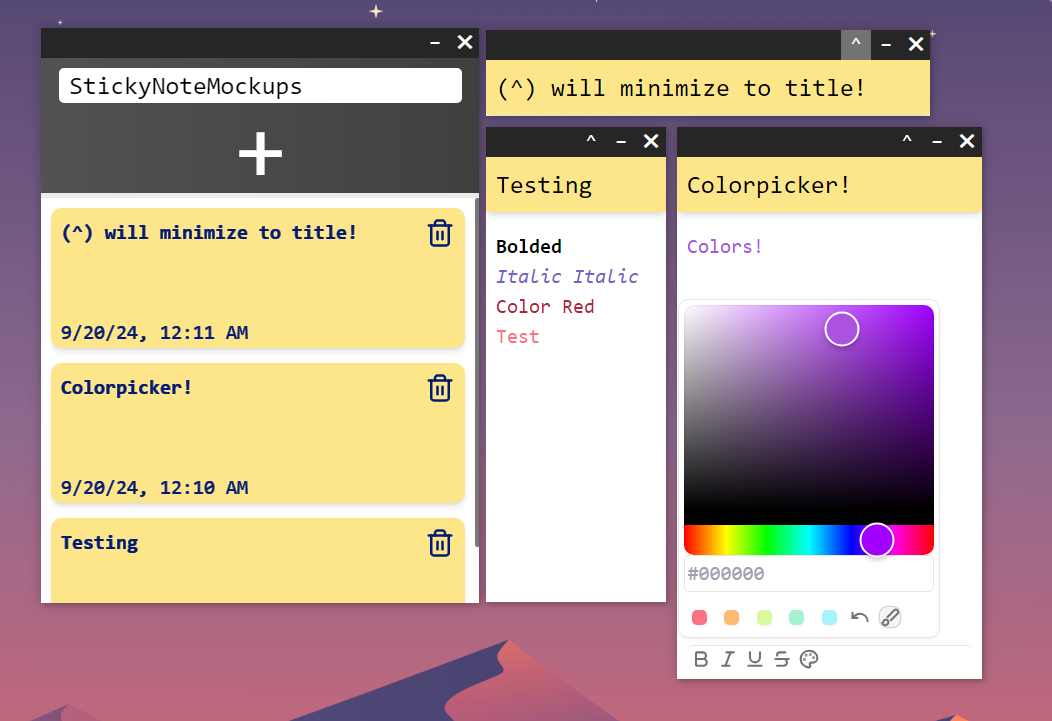 StickyNoteMockups
(^) will minimize to title!
9/20/24, 12:11 AM
Colorpicker!
9/20/24, 12:10 AM
Testing
(^) will minimize to title!
Testing
Bolded
Italic Italic
Color Red
Test
Colorpicker!
Colors!
#000000
B I U S